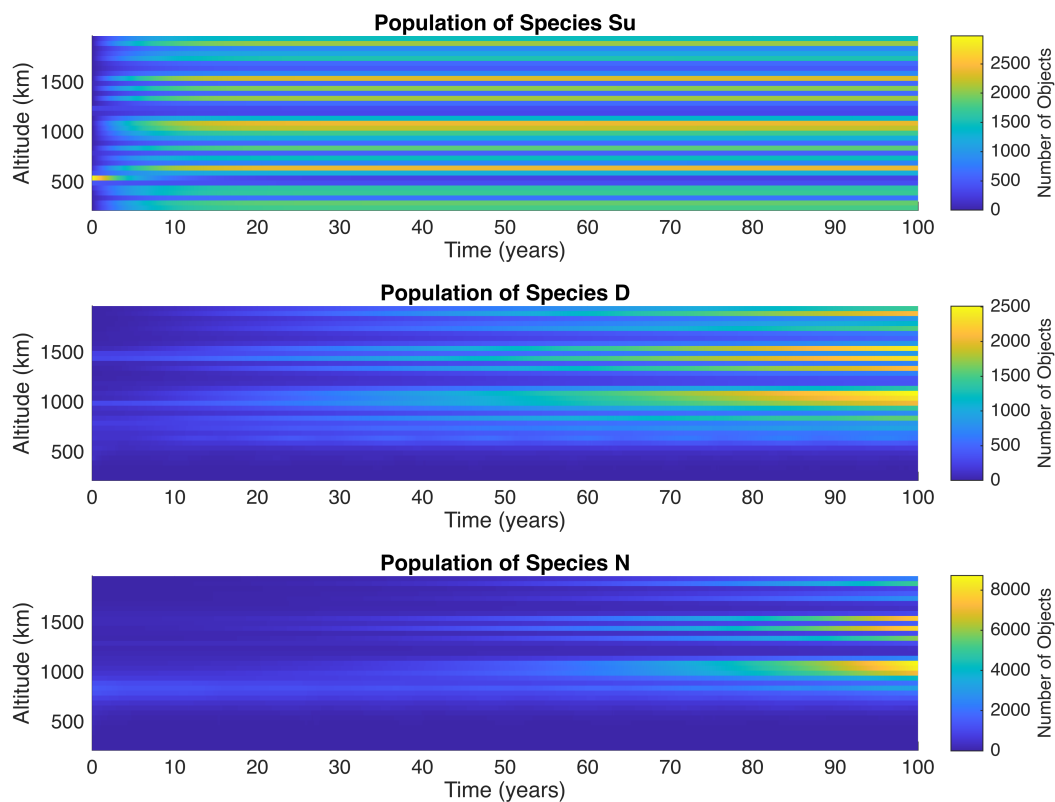 Population of Species Su
Altitude (km)
1500
1000
500
0 10 20 30 40 50 60 70 80 90 100
Time (years)
2500
2000
1500
1000
500
0
Number of Objects
Population of Species D
Altitude (km)
1500
1000
500
0 10 20 30 40 50 60 70 80 90 100
Time (years)
2500
2000
1500
1000
500
0
Number of Objects
Population of Species N
Altitude (km)
1500
1000
500
0 10 20 30 40 50 60 70 80 90 100
Time (years)
8000
6000
4000
2000
0
Number of Objects